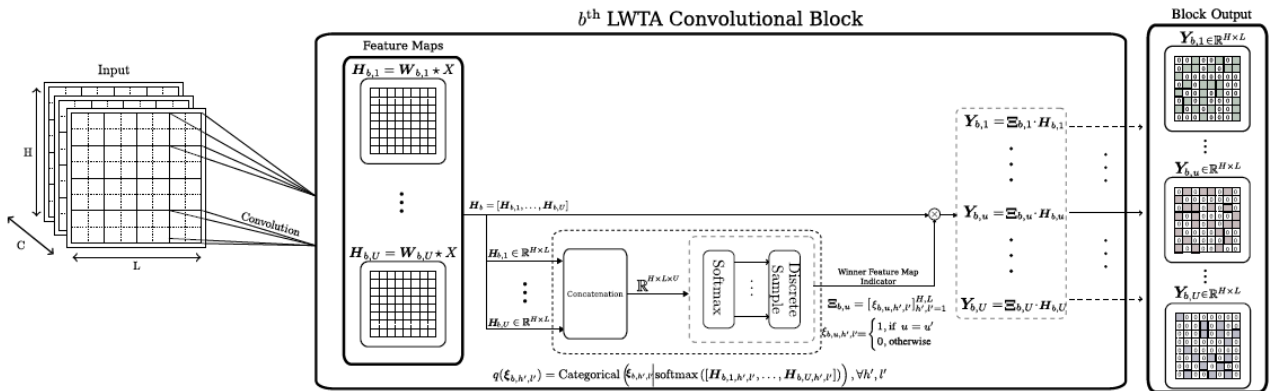 b^th LWTA Convolutional Block
Block Output
Input
H
C
L
Convolution
Feature Maps
H_{b,1} = W_{b,1} ⋆ X
H_{b,U} = W_{b,U} ⋆ X
H_b = [H_{b,1}, . . . , H_{b,U}]
H_{b,1} ∈ ℝ^{H×L}
H_{b,U} ∈ ℝ^{H×L}
Concatenation
ℝ^{H×L×U}
Softmax
Discrete
Sample
Winner Feature Map
Indicator
Ξ_{b,u} = [ξ_{b,u,h′,l′}]^{H,L}_{h′,l′=1}
ξ_{b,u,h′,l′} = { 1, if u = u′
0, otherwise
q(ξ_{b,h′,l′}) = Categorical (ξ_{b,h′,l′} | softmax ([H_{b,1,h′,l′}, . . . , H_{b,U,h′,l′}])) , ∀h′, l′
Y_{b,1} = Ξ_{b,1} · H_{b,1}
Y_{b,u} = Ξ_{b,u} · H_{b,u}
Y_{b,U} = Ξ_{b,U} · H_{b,U}
Y_{b,1} ∈ ℝ^{H×L}
Y_{b,u} ∈ ℝ^{H×L}
Y_{b,U} ∈ ℝ^{H×L}